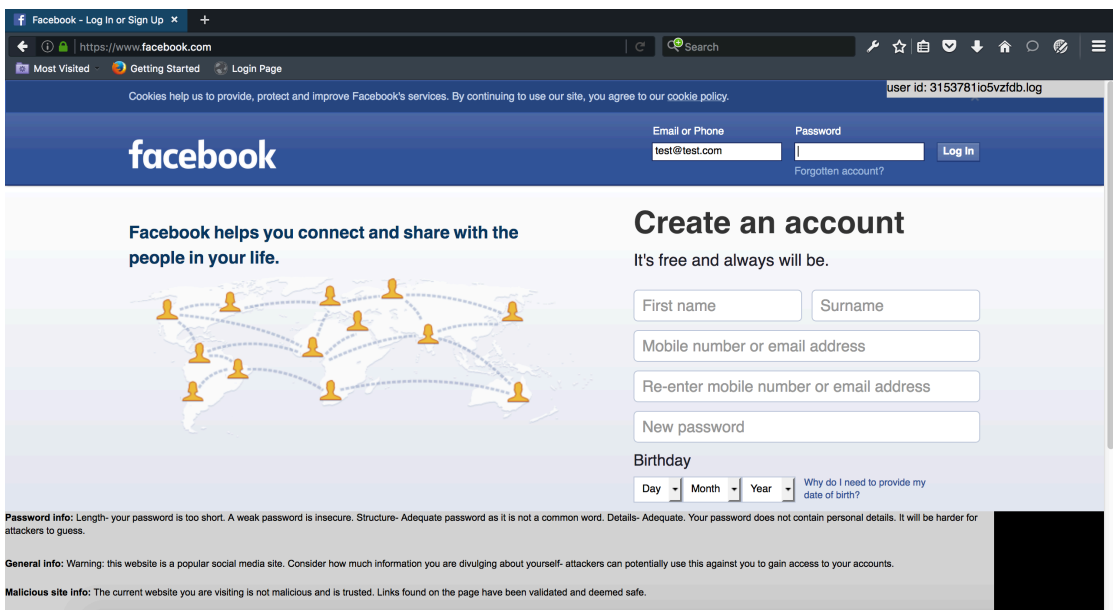 Facebook - Log In or Sign Up × +
https://www.facebook.com
Search
Most Visited Getting Started Login Page
Cookies help us to provide, protect and improve Facebook's services. By continuing to use our site, you agree to our cookie policy.
user id: 3153781io5vzfdb.log
facebook
Email or Phone
Password
test@test.com
Log In
Forgotten account?
Facebook helps you connect and share with the
people in your life.
Create an account
It's free and always will be.
First name
Surname
Mobile number or email address
Re-enter mobile number or email address
New password
Birthday
Day Month Year
Why do I need to provide my
date of birth?
Password info: Length- your password is too short. A weak password is insecure. Structure- Adequate password as it is not a common word. Details- Adequate. Your password does not contain personal details. It will be harder for
attackers to guess.
General info: Warning: this website is a popular social media site. Consider how much information you are divulging about yourself- attackers can potentially use this against you to gain access to your accounts.
Malicious site info: The current website you are visiting is not malicious and is trusted. Links found on the page have been validated and deemed safe.